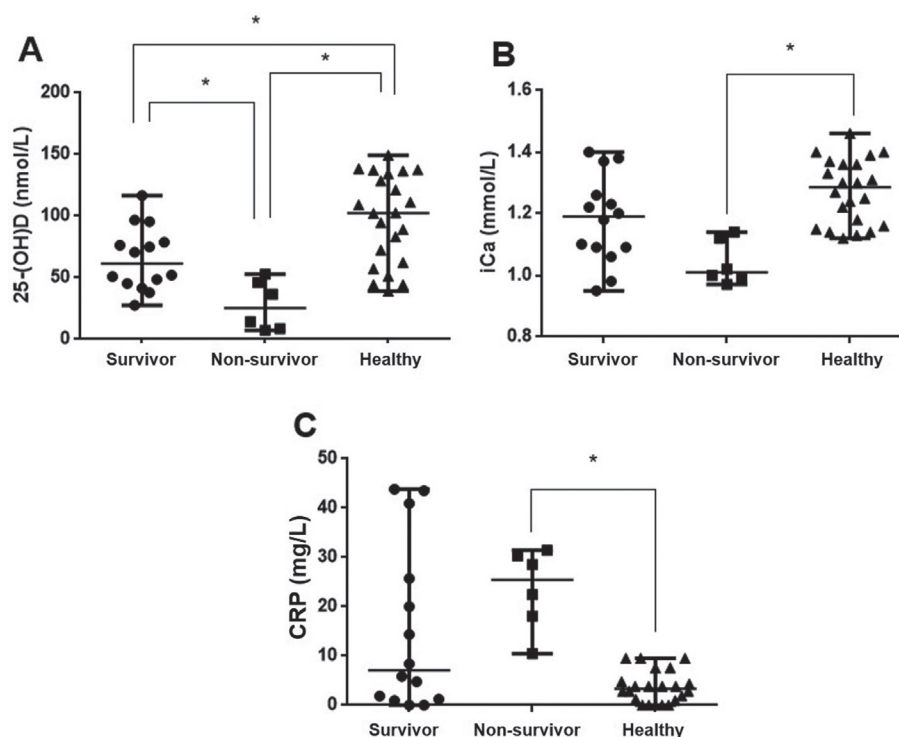 A
*
*
*
25-(OH)D (nmol/L)
200
150
100
50
0
Survivor
Non-survivor
Healthy
B
*
iCa (mmol/L)
1.6
1.4
1.2
1.0
0.8
Survivor
Non-survivor
Healthy
C
*
CRP (mg/L)
50
40
30
20
10
0
Survivor
Non-survivor
Healthy